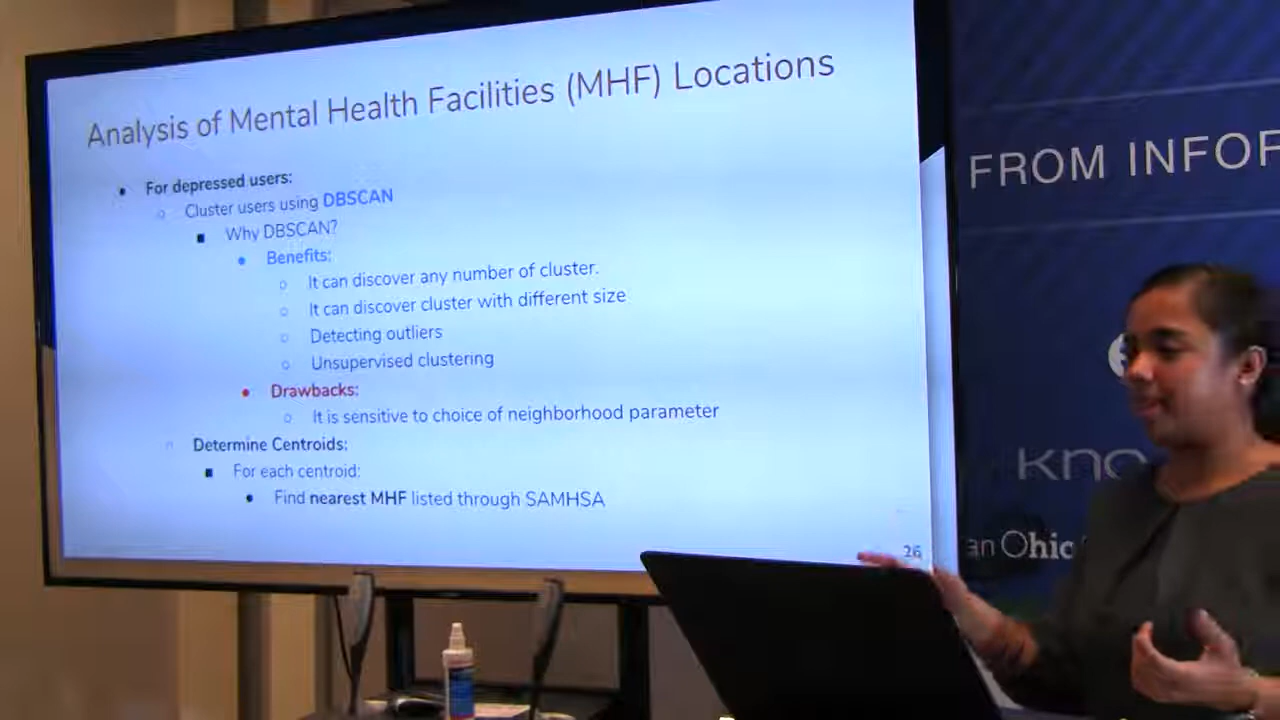 Analysis of Mental Health Facilities (MHF) Locations
For depressed users:
Cluster users using DBSCAN
Why DBSCAN?
Benefits:
It can discover any number of cluster.
It can discover cluster with different size
Detecting outliers
Unsupervised clustering
Drawbacks:
It is sensitive to choice of neighborhood parameter
Determine Centroids:
For each centroid:
Find nearest MHF listed through SAMHSA
26
FROM INFOR
kno
an Ohio